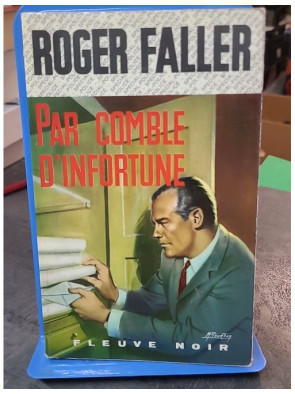 ROGER FALLER
PAR COMBLE
D'INFORTUNE
FLEUVE NOIR